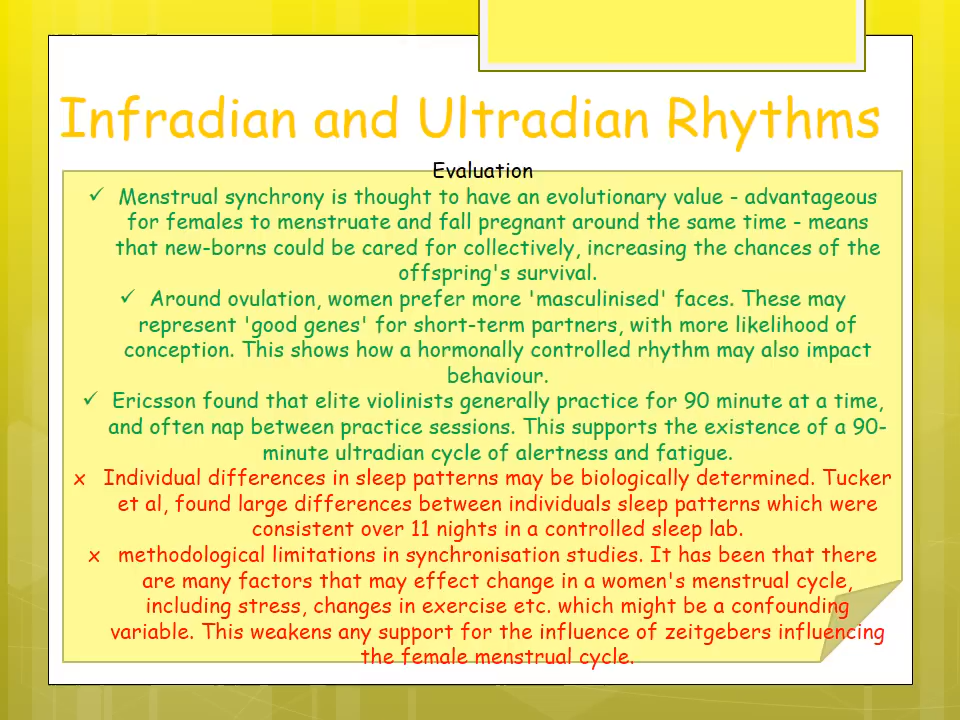 Infradian and Ultradian Rhythms
Evaluation
✓ Menstrual synchrony is thought to have an evolutionary value - advantageous
for females to menstruate and fall pregnant around the same time - means
that new-borns could be cared for collectively, increasing the chances of the
offspring's survival.
✓ Around ovulation, women prefer more 'masculinised' faces. These may
represent 'good genes' for short-term partners, with more likelihood of
conception. This shows how a hormonally controlled rhythm may also impact
behaviour.
✓ Ericsson found that elite violinists generally practice for 90 minute at a time,
and often nap between practice sessions. This supports the existence of a 90-
minute ultradian cycle of alertness and fatigue.
x Individual differences in sleep patterns may be biologically determined. Tucker
et al, found large differences between individuals sleep patterns which were
consistent over 11 nights in a controlled sleep lab.
x methodological limitations in synchronisation studies. It has been that there
are many factors that may effect change in a women's menstrual cycle,
including stress, changes in exercise etc. which might be a confounding
variable. This weakens any support for the influence of zeitgebers influencing
the female menstrual cycle.